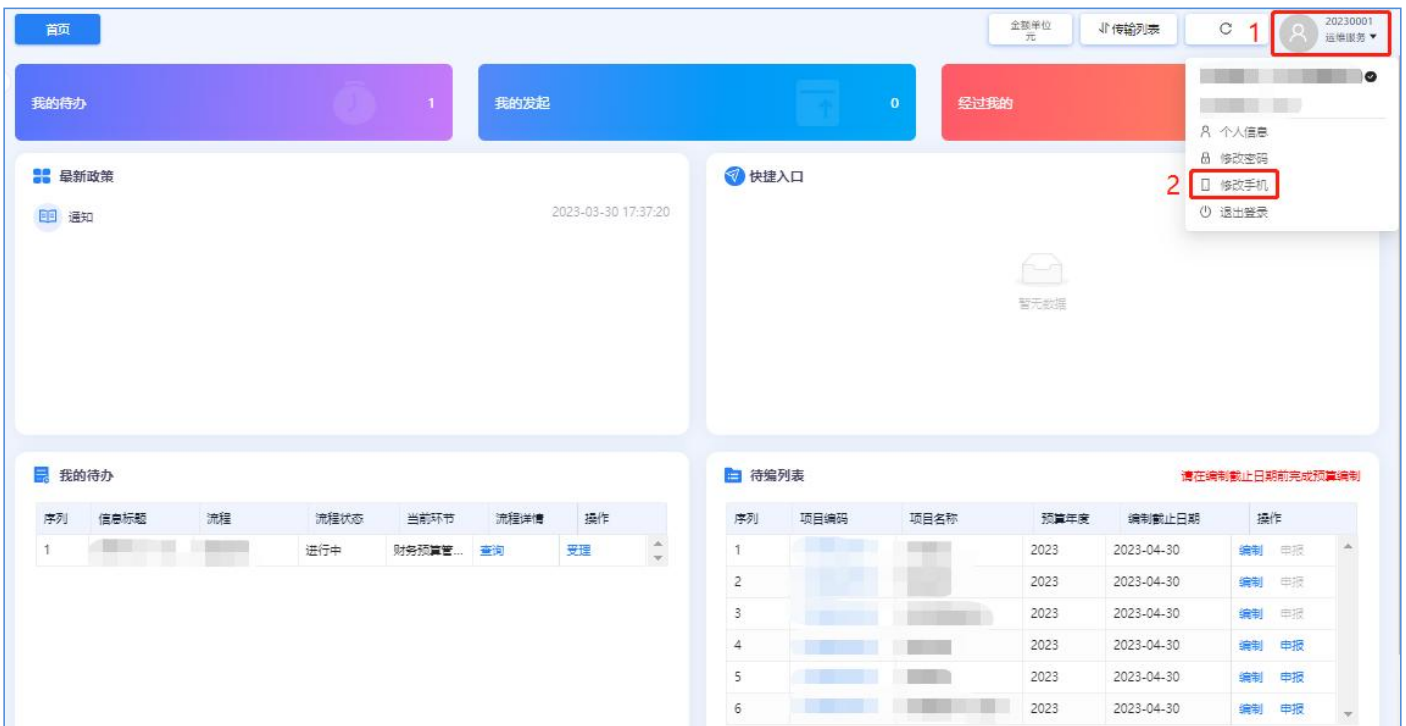 首页
金额单位
元
传输列表
1
20230001
运维服务
我的待办
1
我的发起
0
经过我的
个人信息
修改密码
2
修改手机
退出登录
最新政策
通知
2023-03-30 17:37:20
快捷入口
暂无数据
我的待办
序列 信息标题 流程 流程状态 当前环节 流程详情 操作
1 进行中 财务预算管... 查询 受理
待编列表
请在编制截止日期前完成预算编制
序列 项目编码 项目名称 预算年度 编制截止日期 操作
1 2023 2023-04-30 编制 申报
2 2023 2023-04-30 编制 申报
3 2023 2023-04-30 编制 申报
4 2023 2023-04-30 编制 申报
5 2023 2023-04-30 编制 申报
6 2023 2023-04-30 编制 申报